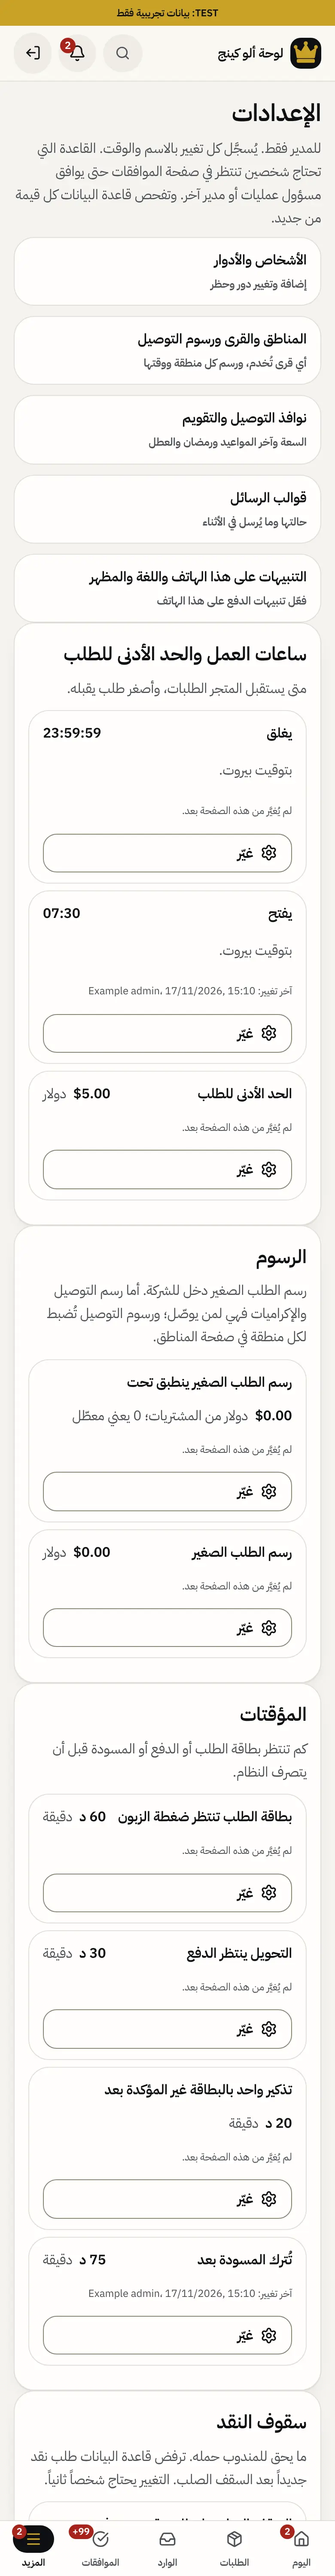 TEST: بيانات تجريبية فقط
لوحة ألو كينج
2
الإعدادات
للمدير فقط. يُسجَّل كل تغيير بالاسم والوقت. القاعدة التي
تحتاج شخصين تنتظر في صفحة الموافقات حتى يوافق
مسؤول عمليات أو مدير آخر. وتفحص قاعدة البيانات كل قيمة
من جديد.
الأشخاص والأدوار
إضافة وتغيير دور وحظر
المناطق والقرى ورسوم التوصيل
أي قرى تُخدم، ورسم كل منطقة ووقتها
نوافذ التوصيل والتقويم
السعة وآخر المواعيد ورمضان والعطل
قوالب الرسائل
حالتها وما يُرسل في الأثناء
التنبيهات على هذا الهاتف واللغة والمظهر
فعّل تنبيهات الدفع على هذا الهاتف
ساعات العمل والحد الأدنى للطلب
متى يستقبل المتجر الطلبات، وأصغر طلب يقبله.
يغلق 23:59:59
بتوقيت بيروت.
لم يُغيَّر من هذه الصفحة بعد.
غيّر
يفتح 07:30
بتوقيت بيروت.
آخر تغيير: Example admin، 17/11/2026, 15:10
غيّر
الحد الأدنى للطلب $5.00 دولار
لم يُغيَّر من هذه الصفحة بعد.
غيّر
الرسوم
رسم الطلب الصغير دخل للشركة. أما رسم التوصيل
والإكراميات فهي لمن يوصّل؛ ورسوم التوصيل تُضبط
لكل منطقة في صفحة المناطق.
رسم الطلب الصغير ينطبق تحت
$0.00 دولار من المشتريات؛ 0 يعني معطّل
لم يُغيَّر من هذه الصفحة بعد.
غيّر
رسم الطلب الصغير $0.00 دولار
لم يُغيَّر من هذه الصفحة بعد.
غيّر
المؤقتات
كم تنتظر بطاقة الطلب أو الدفع أو المسودة قبل أن
يتصرف النظام.
بطاقة الطلب تنتظر ضغطة الزبون 60 د دقيقة
لم يُغيَّر من هذه الصفحة بعد.
غيّر
التحويل ينتظر الدفع 30 د دقيقة
لم يُغيَّر من هذه الصفحة بعد.
غيّر
تذكير واحد بالبطاقة غير المؤكدة بعد
20 د دقيقة
لم يُغيَّر من هذه الصفحة بعد.
غيّر
تُترك المسودة بعد 75 د دقيقة
آخر تغيير: Example admin، 17/11/2026, 15:10
غيّر
سقوف النقد
ما يحق للمندوب حمله. ترفض قاعدة البيانات طلب نقد
جديداً بعد السقف الصلب. التغيير يحتاج شخصاً ثانياً.
2 99+ 2
اليوم الطلبات الوارد الموافقات المزيد